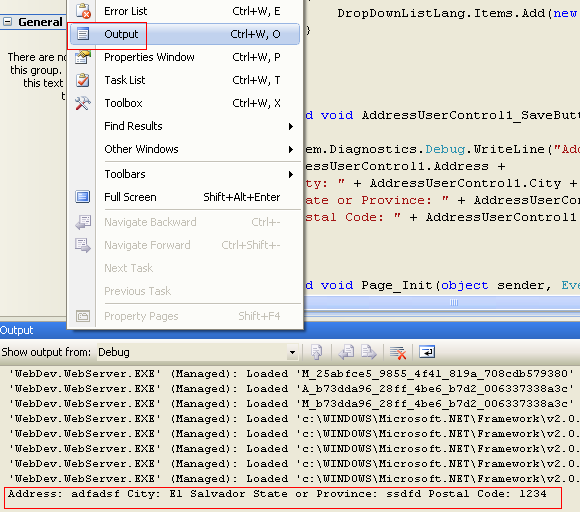 Error List Ctrl+W, E
Output Ctrl+W, O
Properties Window Ctrl+W, P
Task List Ctrl+W, T
Toolbox Ctrl+W, X
Find Results
Other Windows
Toolbars
Full Screen Shift+Alt+Enter
Navigate Backward Ctrl+-
Navigate Forward Ctrl+Shift+-
Next Task
Previous Task
Property Pages Shift+F4
General
There are no
this group.
this text
t
DropDownListLang.Items.Add(new
)
d void AddressUserControl1_SaveButt
em.Diagnostics.Debug.WriteLine("Add
essUserControl1.Address +
ty: " + AddressUserControl1.City +
ate or Province: " + AddressUserCo
stal Code: " + AddressUserControl1
d void Page_Init(object sender, Eve
Output
Show output from: Debug
'WebDev.WebServer.EXE' (Managed): Loaded 'M_25abfce5_9855_4f41_819a_708cdb579380'
'WebDev.WebServer.EXE' (Managed): Loaded 'A_b73dda96_28ff_4be6_b7d2_006337338a3c'
'WebDev.WebServer.EXE' (Managed): Loaded 'M_b73dda96_28ff_4be6_b7d2_006337338a3c'
'WebDev.WebServer.EXE' (Managed): Loaded 'c:\WINDOWS\Microsoft.NET\Framework\v2.0.
'WebDev.WebServer.EXE' (Managed): Loaded 'c:\WINDOWS\Microsoft.NET\Framework\v2.0.
'WebDev.WebServer.EXE' (Managed): Loaded 'c:\WINDOWS\Microsoft.NET\Framework\v2.0.
'WebDev.WebServer.EXE' (Managed): Loaded 'c:\WINDOWS\Microsoft.NET\Framework\v2.0.
'WebDev.WebServer.EXE' (Managed): Loaded 'c:\WINDOWS\Microsoft.NET\Framework\v2.0.
Address: adfadsf City: El Salvador State or Province: ssdfd Postal Code: 1234